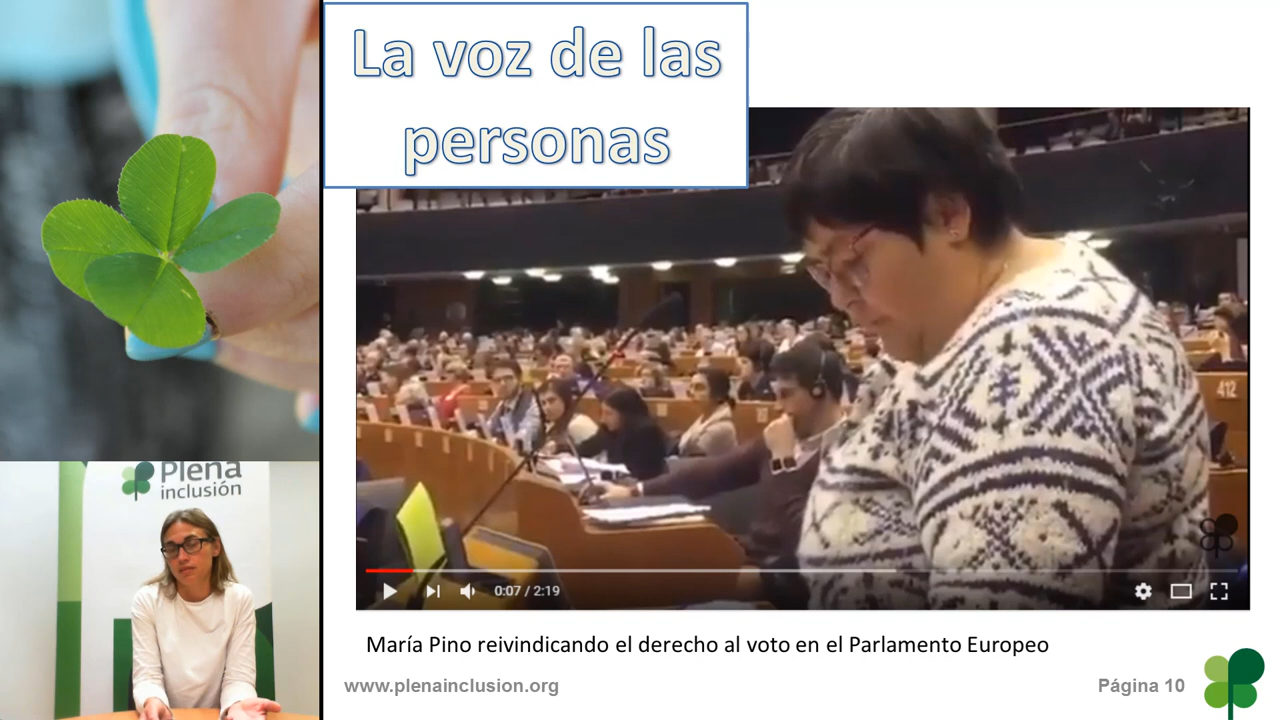 La voz de las
personas
Plena
inclusión
412
0:07 / 2:19
María Pino reivindicando el derecho al voto en el Parlamento Europeo
www.plenainclusion.org
Página 10